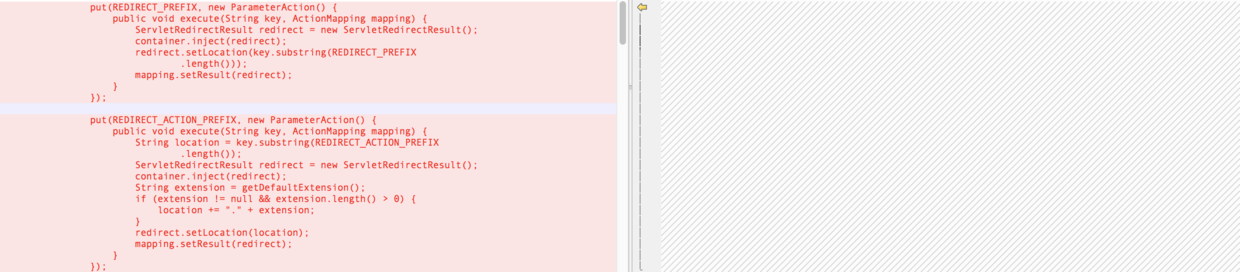 put(REDIRECT_PREFIX, new ParameterAction() {
public void execute(String key, ActionMapping mapping) {
ServletRedirectResult redirect = new ServletRedirectResult();
container.inject(redirect);
redirect.setLocation(key.substring(REDIRECT_PREFIX
.length()));
mapping.setResult(redirect);
}
});
put(REDIRECT_ACTION_PREFIX, new ParameterAction() {
public void execute(String key, ActionMapping mapping) {
String location = key.substring(REDIRECT_ACTION_PREFIX
.length());
ServletRedirectResult redirect = new ServletRedirectResult();
container.inject(redirect);
String extension = getDefaultExtension();
if (extension != null && extension.length() > 0) {
location += "." + extension;
}
redirect.setLocation(location);
mapping.setResult(redirect);
}
});